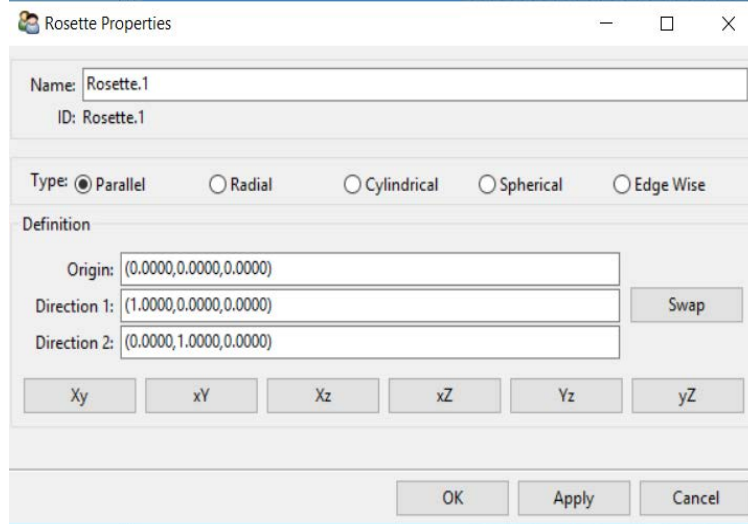 Rosette Properties
Name: Rosette.1
ID: Rosette.1
Type: Parallel Radial Cylindrical Spherical Edge Wise
Definition
Origin: (0.0000,0.0000,0.0000)
Direction 1: (1.0000,0.0000,0.0000) Swap
Direction 2: (0.0000,1.0000,0.0000)
Xy xY Xz xZ Yz yZ
OK Apply Cancel